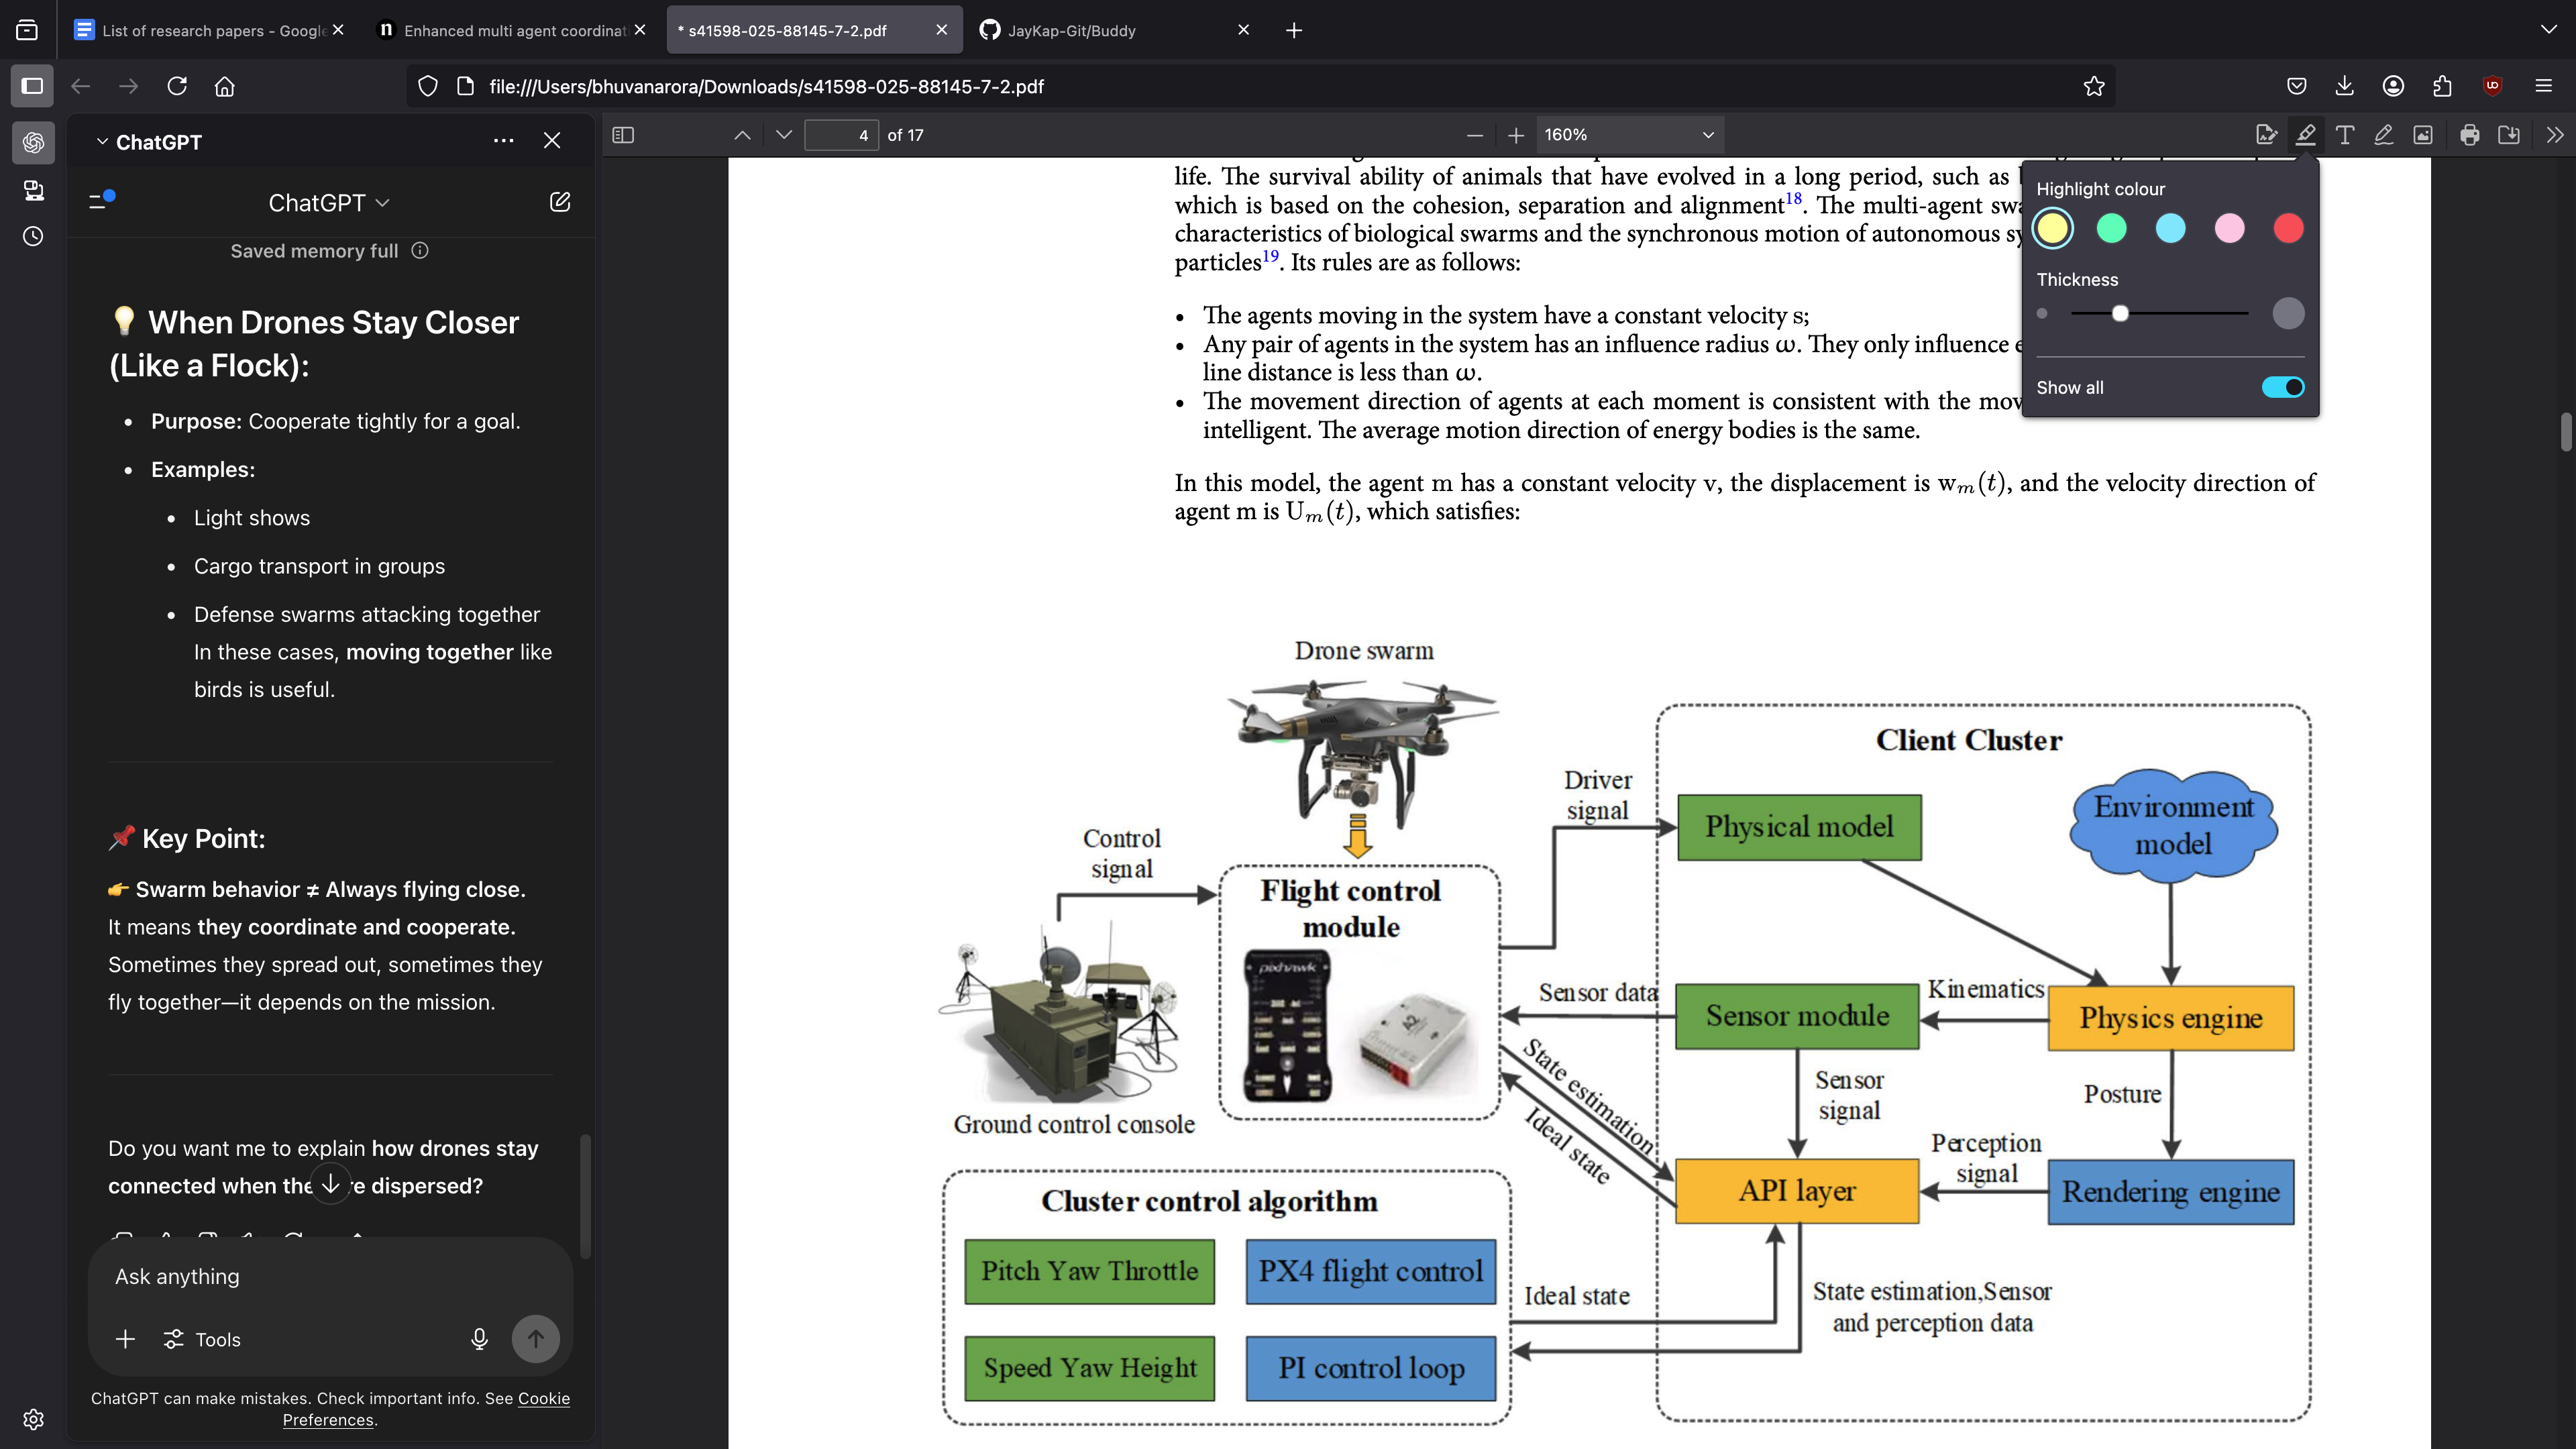 List of research papers - Google
Enhanced multi agent coordinat
* s41598-025-88145-7-2.pdf
JayKap-Git/Buddy
file:///Users/bhuvanarora/Downloads/s41598-025-88145-7-2.pdf
ChatGPT
4 of 17
160%
ChatGPT
Saved memory full
💡 When Drones Stay Closer
(Like a Flock):
• Purpose: Cooperate tightly for a goal.
• Examples:
• Light shows
• Cargo transport in groups
• Defense swarms attacking together
In these cases, moving together like
birds is useful.
📌 Key Point:
👉 Swarm behavior ≠ Always flying close.
It means they coordinate and cooperate.
Sometimes they spread out, sometimes they
fly together—it depends on the mission.
Do you want me to explain how drones stay
connected when the re dispersed?
Ask anything
Tools
ChatGPT can make mistakes. Check important info. See Cookie
Preferences.
life. The survival ability of animals that have evolved in a long period, such as
which is based on the cohesion, separation and alignment18. The multi-agent swa
characteristics of biological swarms and the synchronous motion of autonomous sy
particles19. Its rules are as follows:
• The agents moving in the system have a constant velocity s;
• Any pair of agents in the system has an influence radius ω. They only influence e
line distance is less than ω.
• The movement direction of agents at each moment is consistent with the mov
intelligent. The average motion direction of energy bodies is the same.
In this model, the agent m has a constant velocity v, the displacement is wm(t), and the velocity direction of
agent m is Um(t), which satisfies:
Highlight colour
Thickness
Show all
Drone swarm
Control
signal
Flight control
module
pixhawk
A2
Ground control console
Driver
signal
Client Cluster
Physical model
Environment
model
Sensor data
Sensor module
Kinematics
Physics engine
State estimation
Ideal state
Sensor
signal
Posture
Perception
signal
API layer
Rendering engine
Cluster control algorithm
Pitch Yaw Throttle
PX4 flight control
Speed Yaw Height
PI control loop
Ideal state
State estimation,Sensor
and perception data